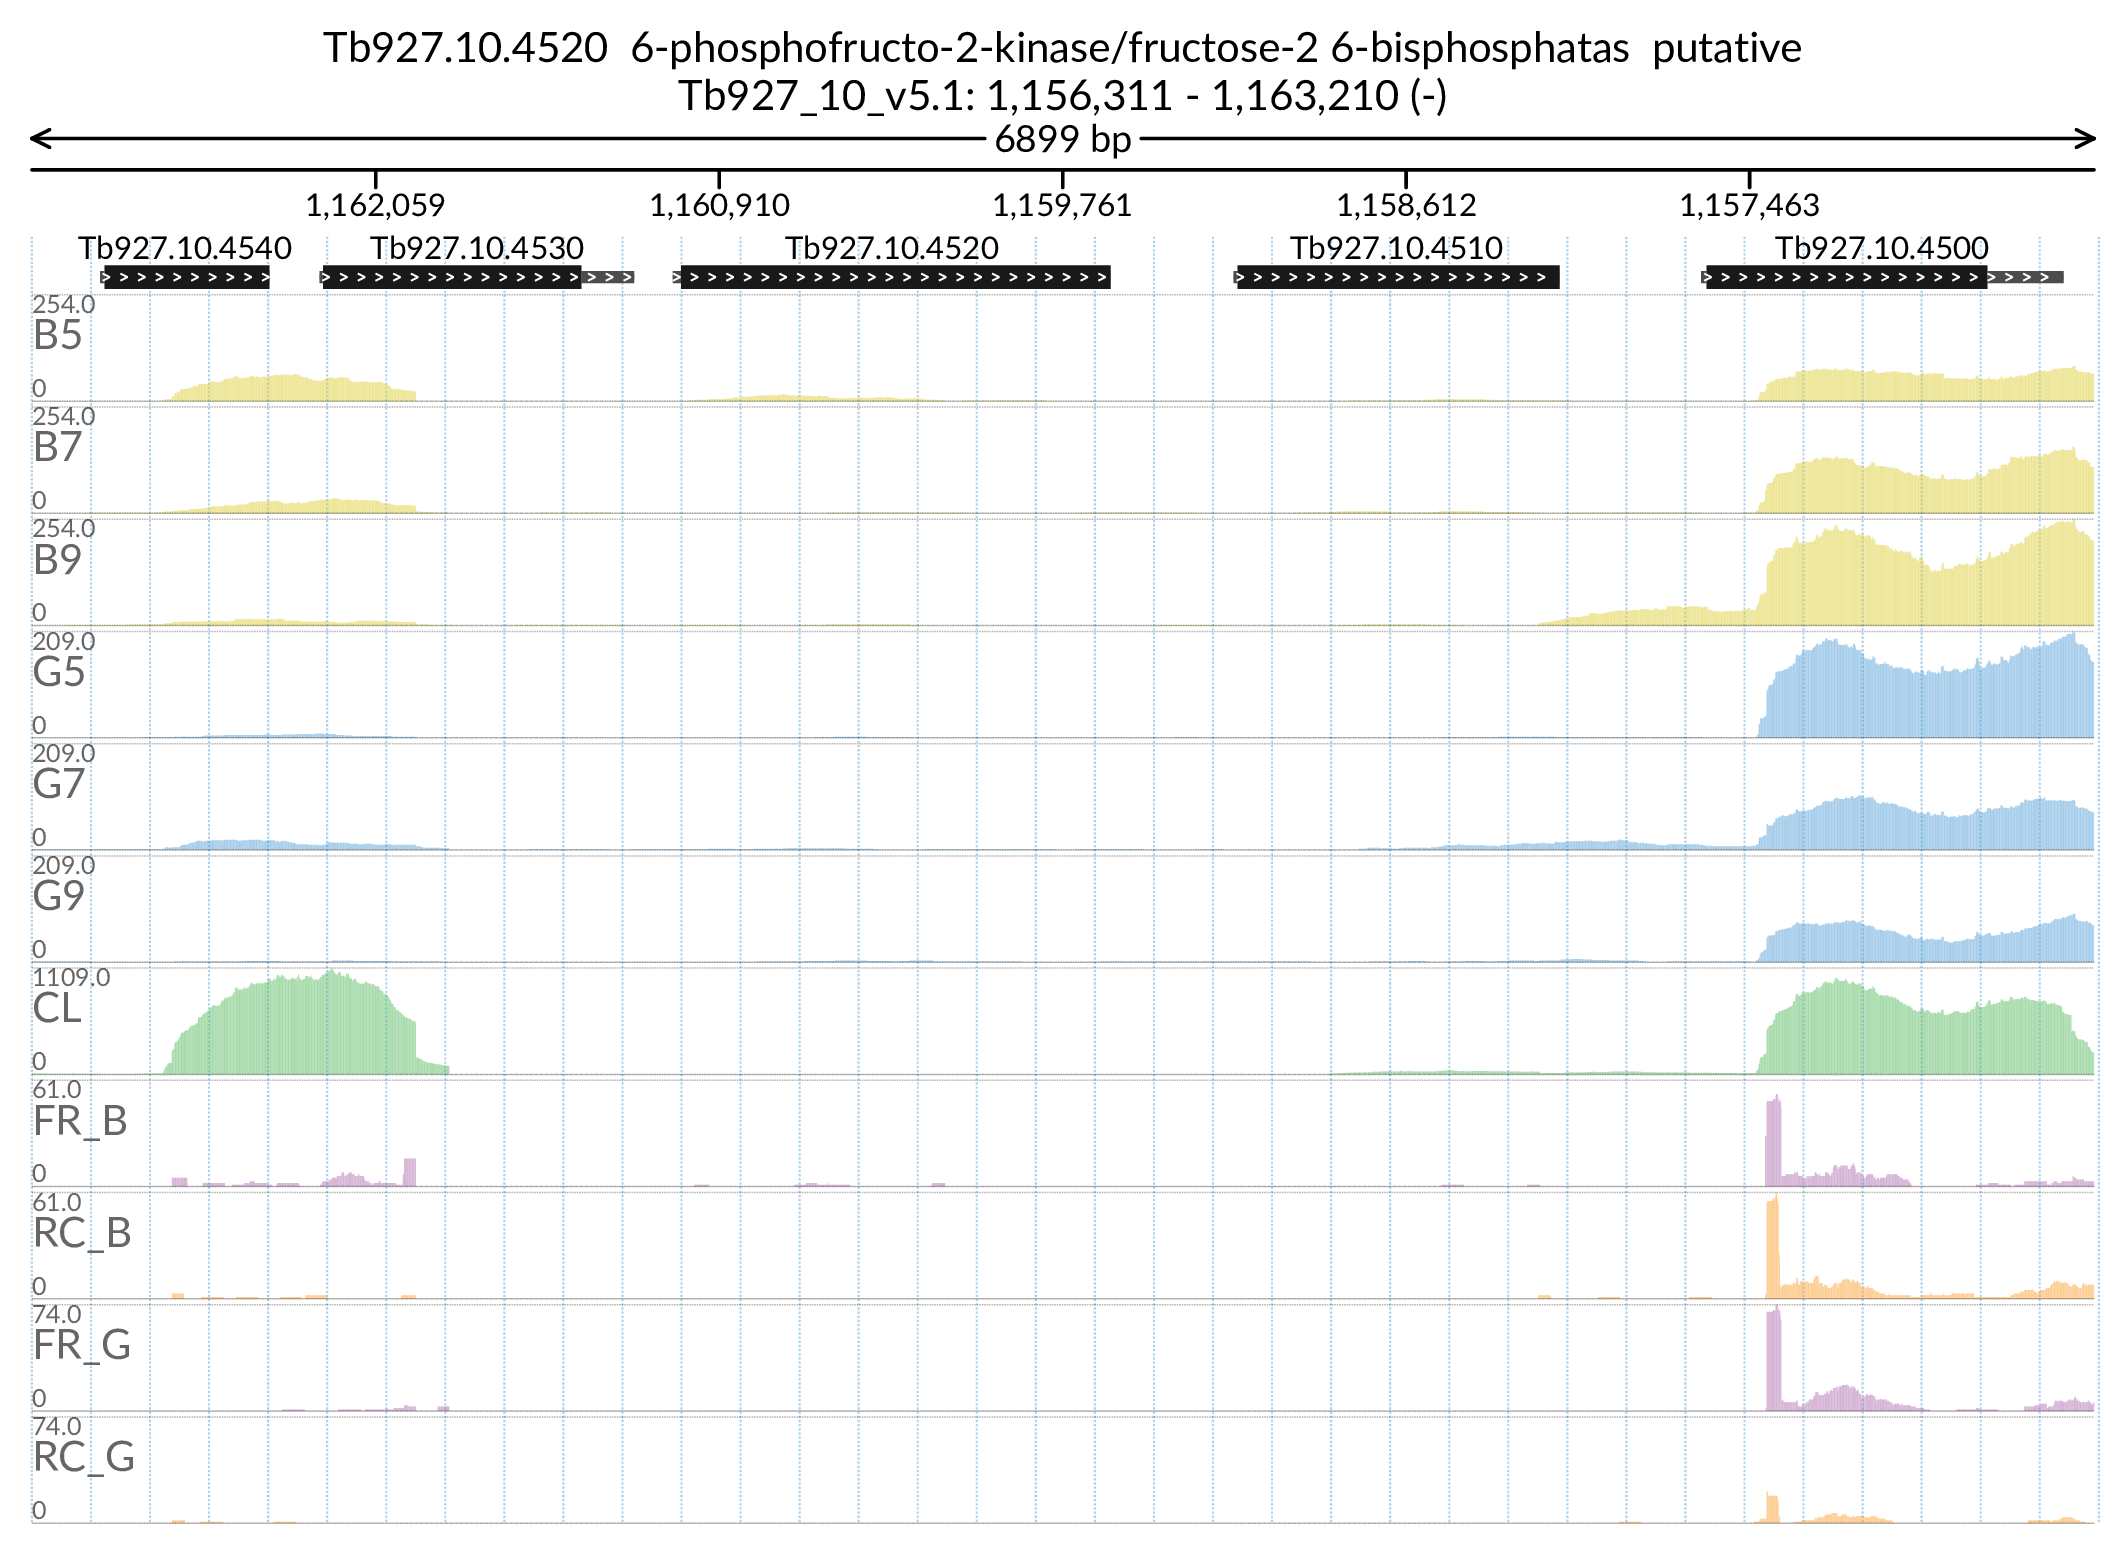 Tb927.10.4520  6-phosphofructo-2-kinase/fructose-2 6-bisphosphatas  putative
Tb927_10_v5.1: 1,156,311 - 1,163,210 (-)
6899 bp
1,162,059 1,160,910 1,159,761 1,158,612 1,157,463
Tb927.10.4540 Tb927.10.4530 Tb927.10.4520 Tb927.10.4510 Tb927.10.4500
254.0
B5
0
254.0
B7
0
254.0
B9
0
209.0
G5
0
209.0
G7
0
209.0
G9
0
1109.0
CL
0
61.0
FR_B
0
61.0
RC_B
0
74.0
FR_G
0
74.0
RC_G
0